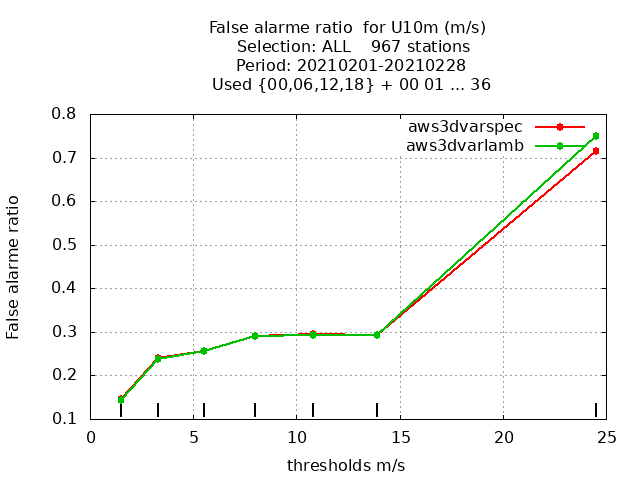 False alarme ratio  for U10m (m/s)
Selection: ALL    967 stations
Period: 20210201-20210228
Used {00,06,12,18} + 00 01 ... 36
aws3dvarspec
aws3dvarlamb
False alarme ratio
0.8
0.7
0.6
0.5
0.4
0.3
0.2
0.1
0 5 10 15 20 25
thresholds m/s